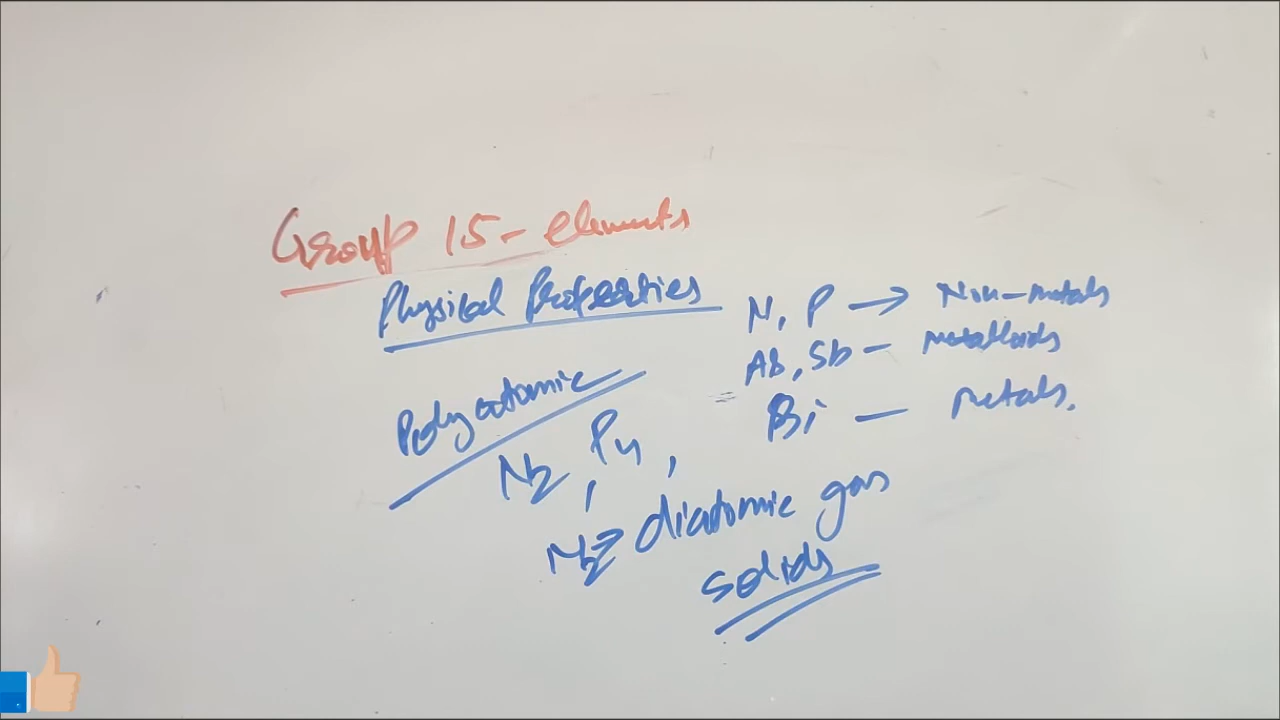 Group 15 - elements
Physical Properties
N, P → Non-metals
As, Sb - metalloids
Bi - metals.
Polyatomic
N2, P4,
N2 → diatomic gas
solids